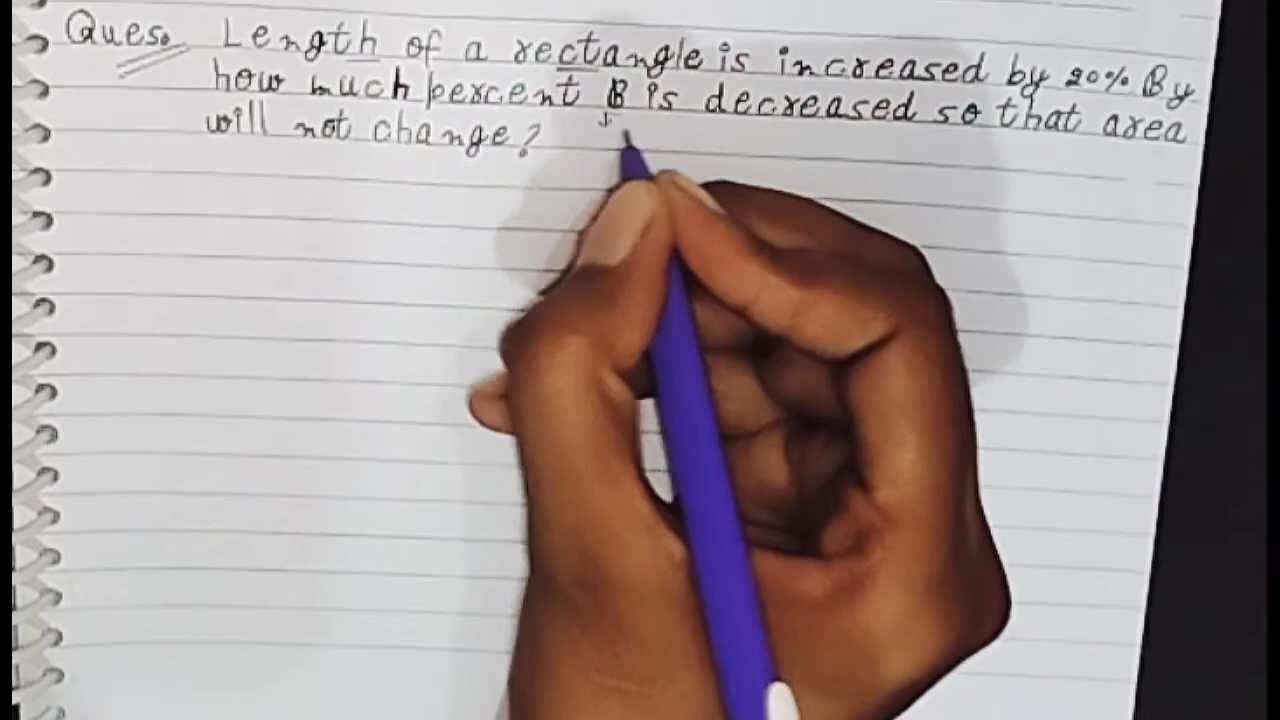 Ques. Length of a rectangle is increased by 20% By
how much percent B is decreased so that area
will not change?